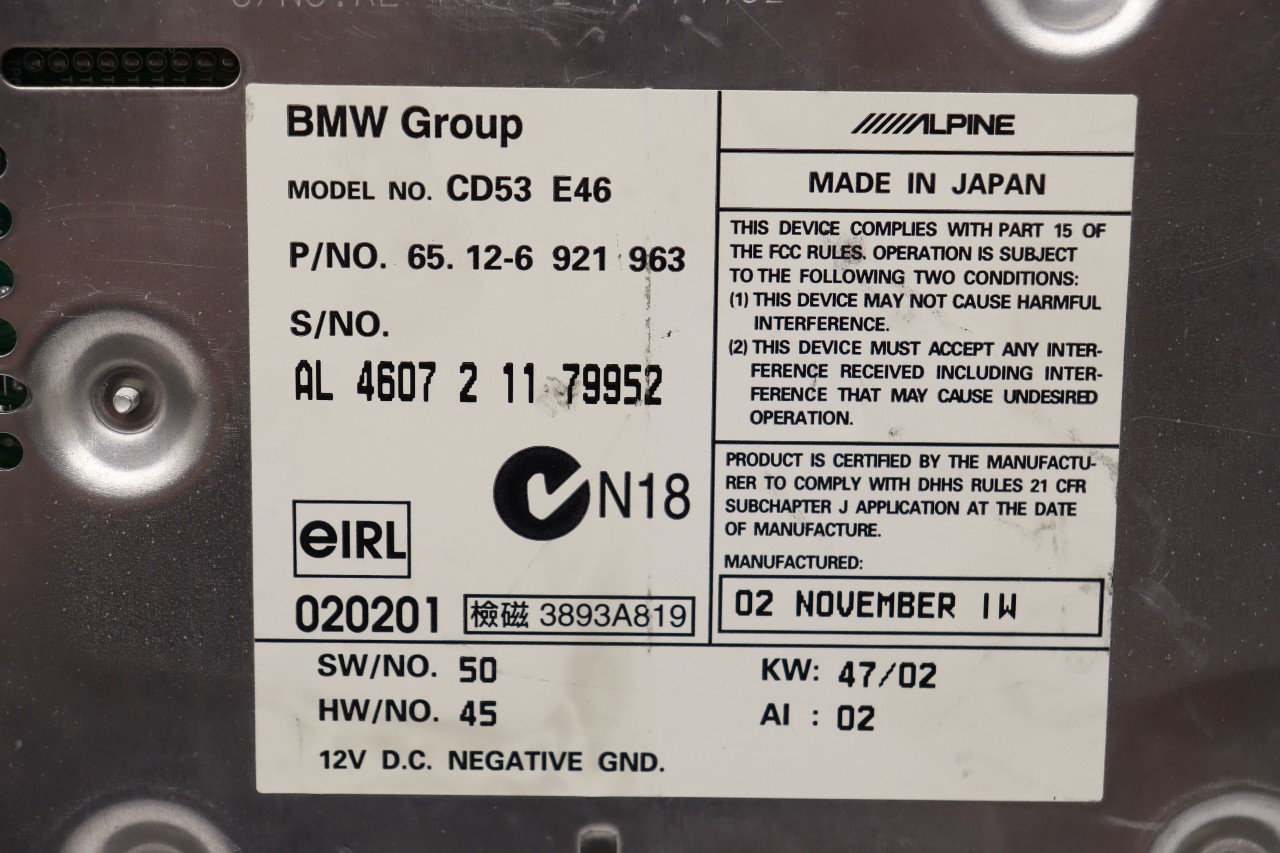 BMW Group
MODEL NO. CD53 E46
P/NO. 65. 12-6 921 963
S/NO.
AL 4607 2 11 79952
N18
eIRL
020201
檢磁 3893A819
ALPINE
MADE IN JAPAN
THIS DEVICE COMPLIES WITH PART 15 OF
THE FCC RULES. OPERATION IS SUBJECT
TO THE FOLLOWING TWO CONDITIONS:
(1) THIS DEVICE MAY NOT CAUSE HARMFUL
INTERFERENCE.
(2) THIS DEVICE MUST ACCEPT ANY INTER-
FERENCE RECEIVED INCLUDING INTER-
FERENCE THAT MAY CAUSE UNDESIRED
OPERATION.
PRODUCT IS CERTIFIED BY THE MANUFACTU-
RER TO COMPLY WITH DHHS RULES 21 CFR
SUBCHAPTER J APPLICATION AT THE DATE
OF MANUFACTURE.
MANUFACTURED:
02 NOVEMBER 1W
SW/NO. 50
HW/NO. 45
12V D.C. NEGATIVE GND.
KW: 47/02
AI : 02